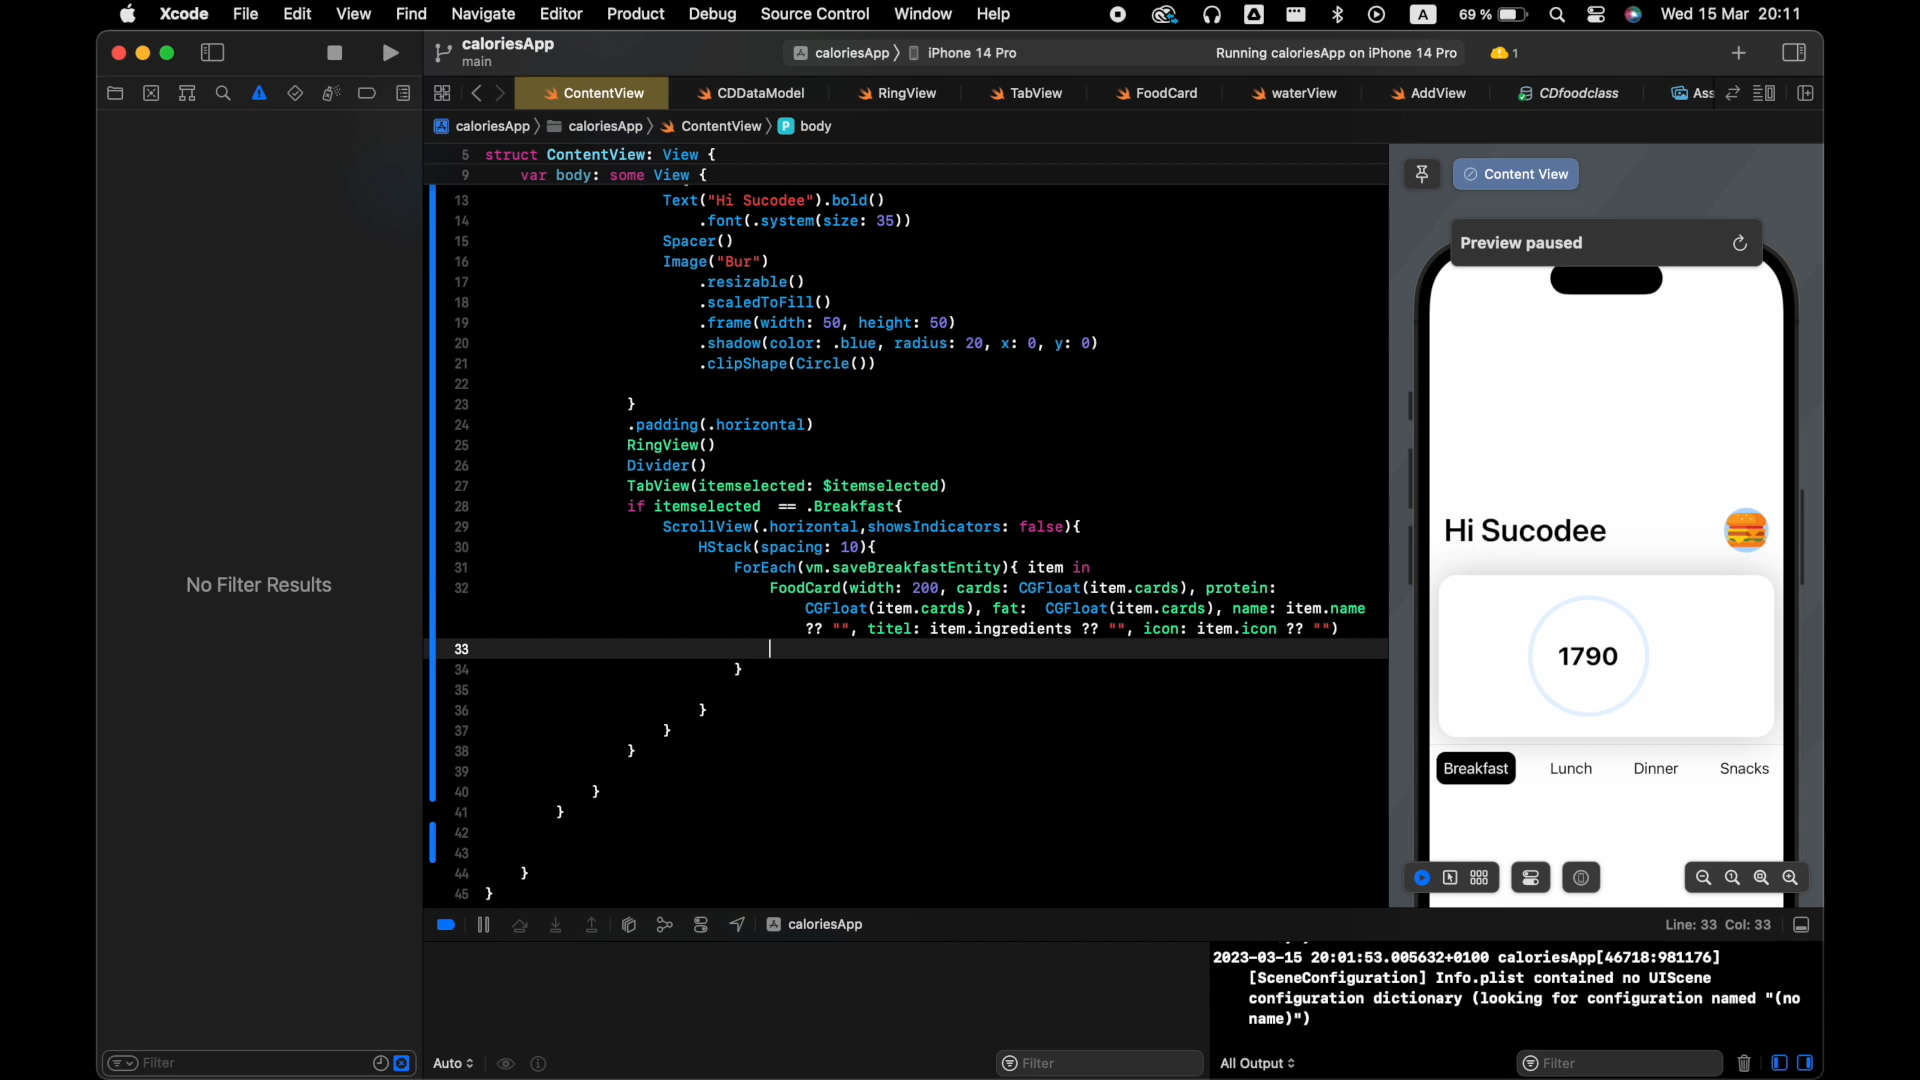 Xcode File Edit View Find Navigate Editor Product Debug Source Control Window Help A 69 % Wed 15 Mar 20:11
caloriesApp
main
caloriesApp iPhone 14 Pro Running caloriesApp on iPhone 14 Pro 1
ContentView CDDataModel RingView TabView FoodCard waterView AddView CDfoodclass Ass
caloriesApp caloriesApp ContentView P body
5 struct ContentView: View {
9 var body: some View {
13 Text("Hi Sucodee").bold()
14 .font(.system(size: 35))
15 Spacer()
16 Image("Bur")
17 .resizable()
18 .scaledToFill()
19 .frame(width: 50, height: 50)
20 .shadow(color: .blue, radius: 20, x: 0, y: 0)
21 .clipShape(Circle())
22
23 }
24 .padding(.horizontal)
25 RingView()
26 Divider()
27 TabView(itemselected: $itemselected)
28 if itemselected == .Breakfast{
29 ScrollView(.horizontal,showsIndicators: false){
30 HStack(spacing: 10){
31 ForEach(vm.saveBreakfastEntity){ item in
32 FoodCard(width: 200, cards: CGFloat(item.cards), protein:
CGFloat(item.cards), fat: CGFloat(item.cards), name: item.name
?? "", titel: item.ingredients ?? "", icon: item.icon ?? "")
33
34 }
35
36 }
37 }
38 }
39
40 }
41 }
42
43
44 }
45 }
No Filter Results
Content View
Preview paused
Hi Sucodee
1790
Breakfast Lunch Dinner Snacks
caloriesApp
Line: 33 Col: 33
2023-03-15 20:01:53.005632+0100 caloriesApp[46718:981176]
[SceneConfiguration] Info.plist contained no UIScene
configuration dictionary (looking for configuration named "(no
name)")
Filter Auto Filter All Output Filter